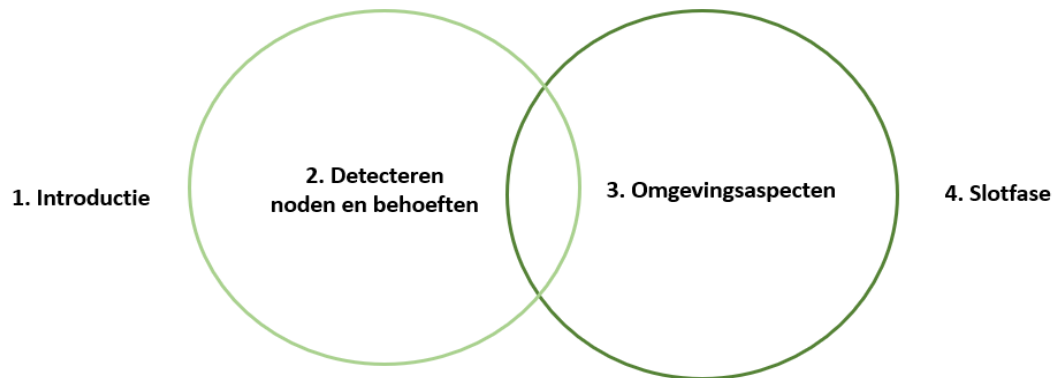 1. Introductie
2. Detecteren
noden en behoeften
3. Omgevingsaspecten
4. Slotfase